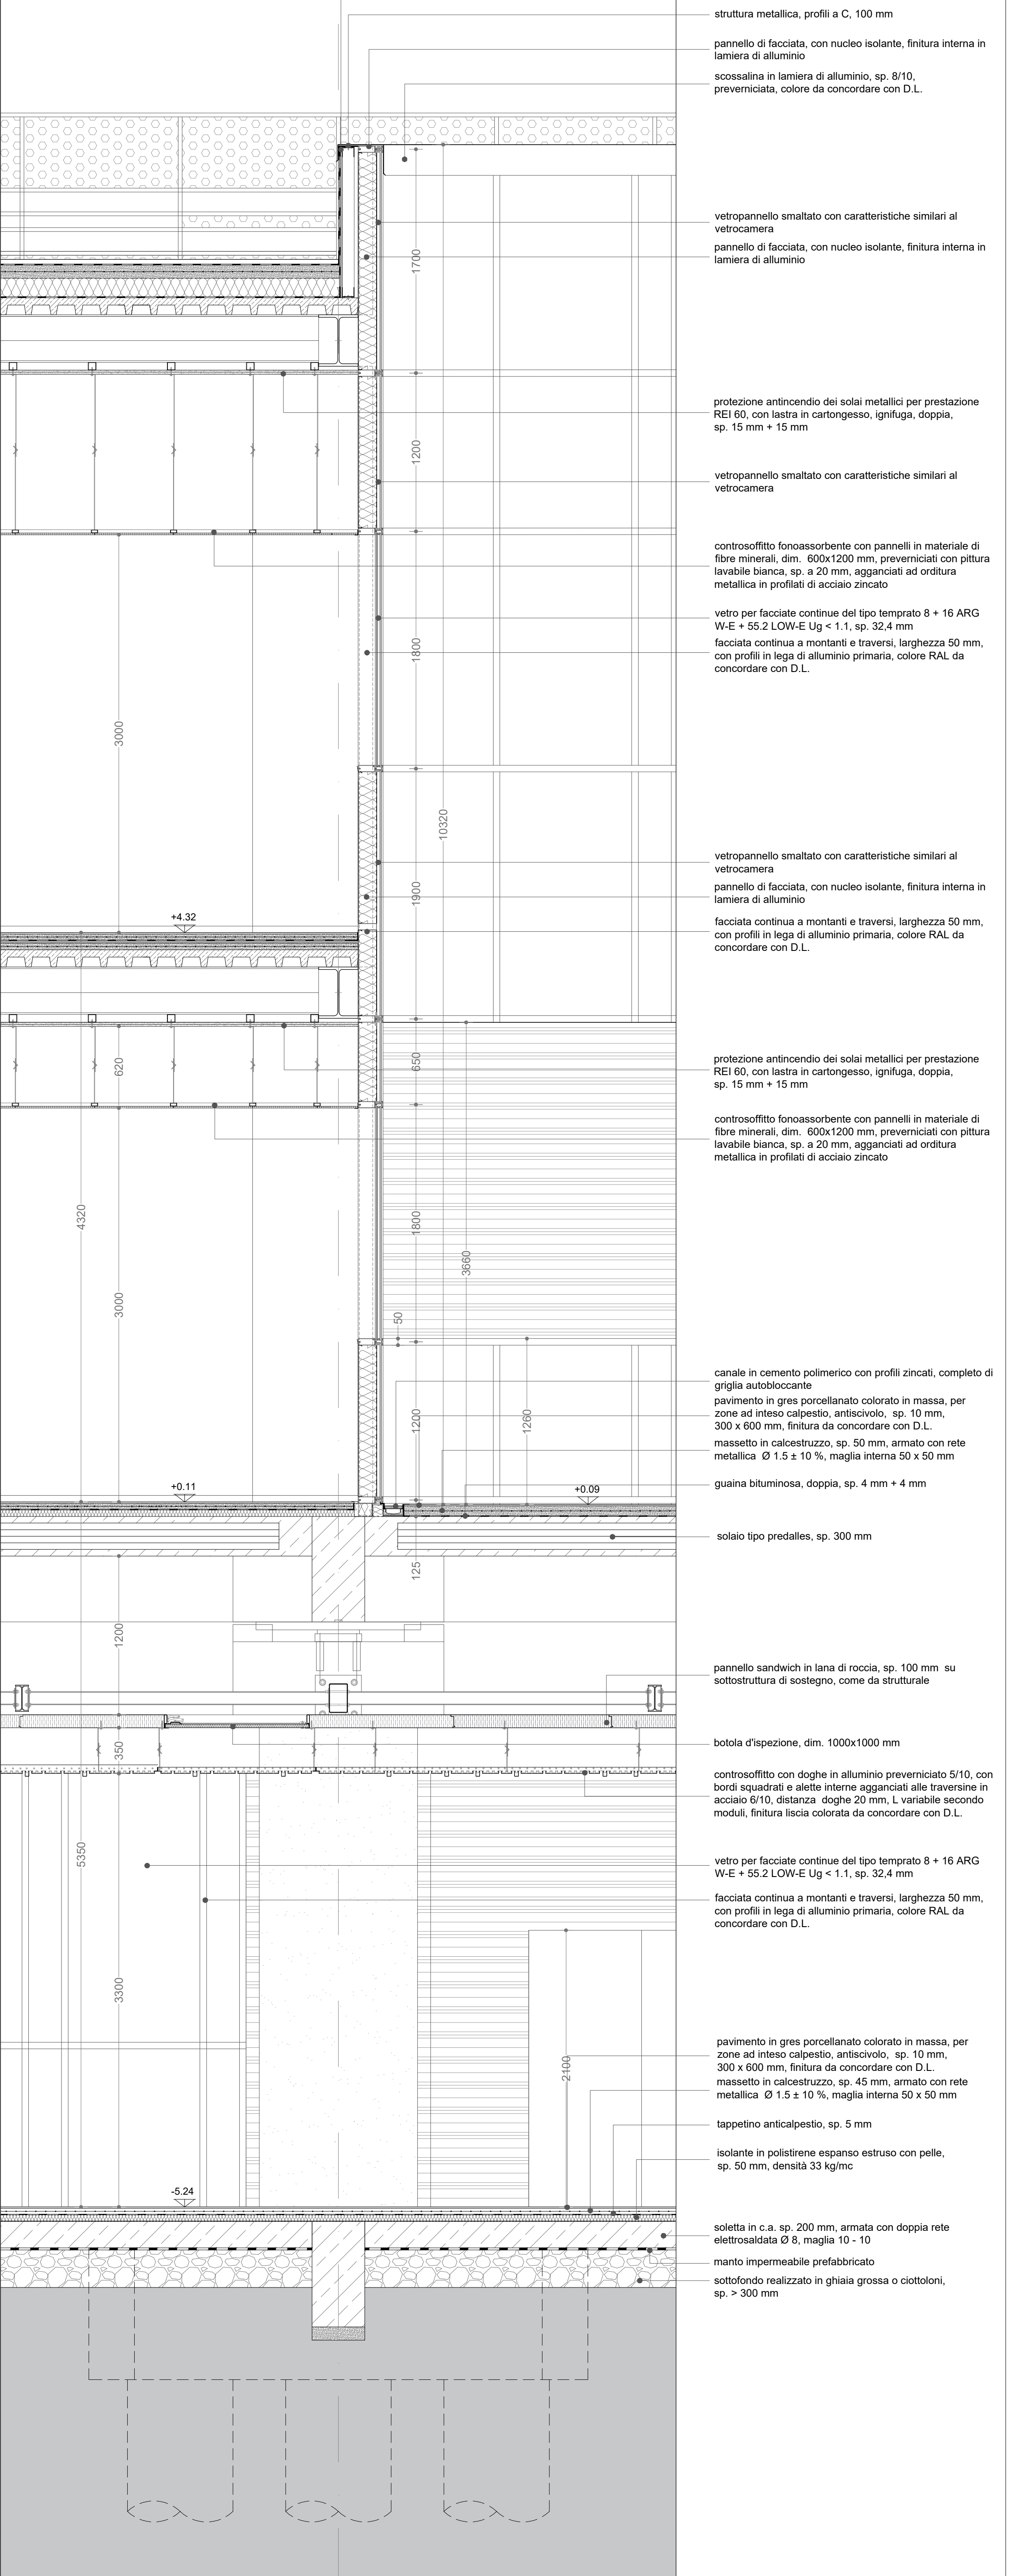 struttura metallica, profili a C, 100 mm
pannello di facciata, con nucleo isolante, finitura interna in
lamiera di alluminio
scossalina in lamiera di alluminio, sp. 8/10,
preverniciata, colore da concordare con D.L.
vetropannello smaltato con caratteristiche similari al
vetrocamera
pannello di facciata, con nucleo isolante, finitura interna in
lamiera di alluminio
1700
protezione antincendio dei solai metallici per prestazione
REI 60, con lastra in cartongesso, ignifuga, doppia,
sp. 15 mm + 15 mm
1200
vetropannello smaltato con caratteristiche similari al
vetrocamera
controsoffitto fonoassorbente con pannelli in materiale di
fibre minerali, dim.  600x1200 mm, preverniciati con pittura
lavabile bianca, sp. a 20 mm, agganciati ad orditura
metallica in profilati di acciaio zincato
vetro per facciate continue del tipo temprato 8 + 16 ARG
W-E + 55.2 LOW-E Ug < 1.1, sp. 32,4 mm
facciata continua a montanti e traversi, larghezza 50 mm,
con profili in lega di alluminio primaria, colore RAL da
concordare con D.L.
1800
3000
10320
vetropannello smaltato con caratteristiche similari al
vetrocamera
pannello di facciata, con nucleo isolante, finitura interna in
lamiera di alluminio
1900
+4.32
facciata continua a montanti e traversi, larghezza 50 mm,
con profili in lega di alluminio primaria, colore RAL da
concordare con D.L.
620
650
protezione antincendio dei solai metallici per prestazione
REI 60, con lastra in cartongesso, ignifuga, doppia,
sp. 15 mm + 15 mm
controsoffitto fonoassorbente con pannelli in materiale di
fibre minerali, dim.  600x1200 mm, preverniciati con pittura
lavabile bianca, sp. a 20 mm, agganciati ad orditura
metallica in profilati di acciaio zincato
4320
1800
3660
3000
50
canale in cemento polimerico con profili zincati, completo di
griglia autobloccante
pavimento in gres porcellanato colorato in massa, per
zone ad inteso calpestio, antiscivolo,  sp. 10 mm,
300 x 600 mm, finitura da concordare con D.L.
1200
1260
massetto in calcestruzzo, sp. 50 mm, armato con rete
metallica  Ø 1.5 ± 10 %, maglia interna 50 x 50 mm
guaina bituminosa, doppia, sp. 4 mm + 4 mm
+0.11
+0.09
solaio tipo predalles, sp. 300 mm
125
1200
pannello sandwich in lana di roccia, sp. 100 mm  su
sottostruttura di sostegno, come da strutturale
botola d'ispezione, dim. 1000x1000 mm
350
controsoffitto con doghe in alluminio preverniciato 5/10, con
bordi squadrati e alette interne agganciati alle traversine in
acciaio 6/10, distanza  doghe 20 mm, L variabile secondo
moduli, finitura liscia colorata da concordare con D.L.
5350
vetro per facciate continue del tipo temprato 8 + 16 ARG
W-E + 55.2 LOW-E Ug < 1.1, sp. 32,4 mm
facciata continua a montanti e traversi, larghezza 50 mm,
con profili in lega di alluminio primaria, colore RAL da
concordare con D.L.
3300
2100
pavimento in gres porcellanato colorato in massa, per
zone ad inteso calpestio, antiscivolo,  sp. 10 mm,
300 x 600 mm, finitura da concordare con D.L.
massetto in calcestruzzo, sp. 45 mm, armato con rete
metallica  Ø 1.5 ± 10 %, maglia interna 50 x 50 mm
tappetino anticalpestio, sp. 5 mm
isolante in polistirene espanso estruso con pelle,
sp. 50 mm, densità 33 kg/mc
-5.24
soletta in c.a. sp. 200 mm, armata con doppia rete
elettrosaldata Ø 8, maglia 10 - 10
manto impermeabile prefabbricato
sottofondo realizzato in ghiaia grossa o ciottoloni,
sp. > 300 mm